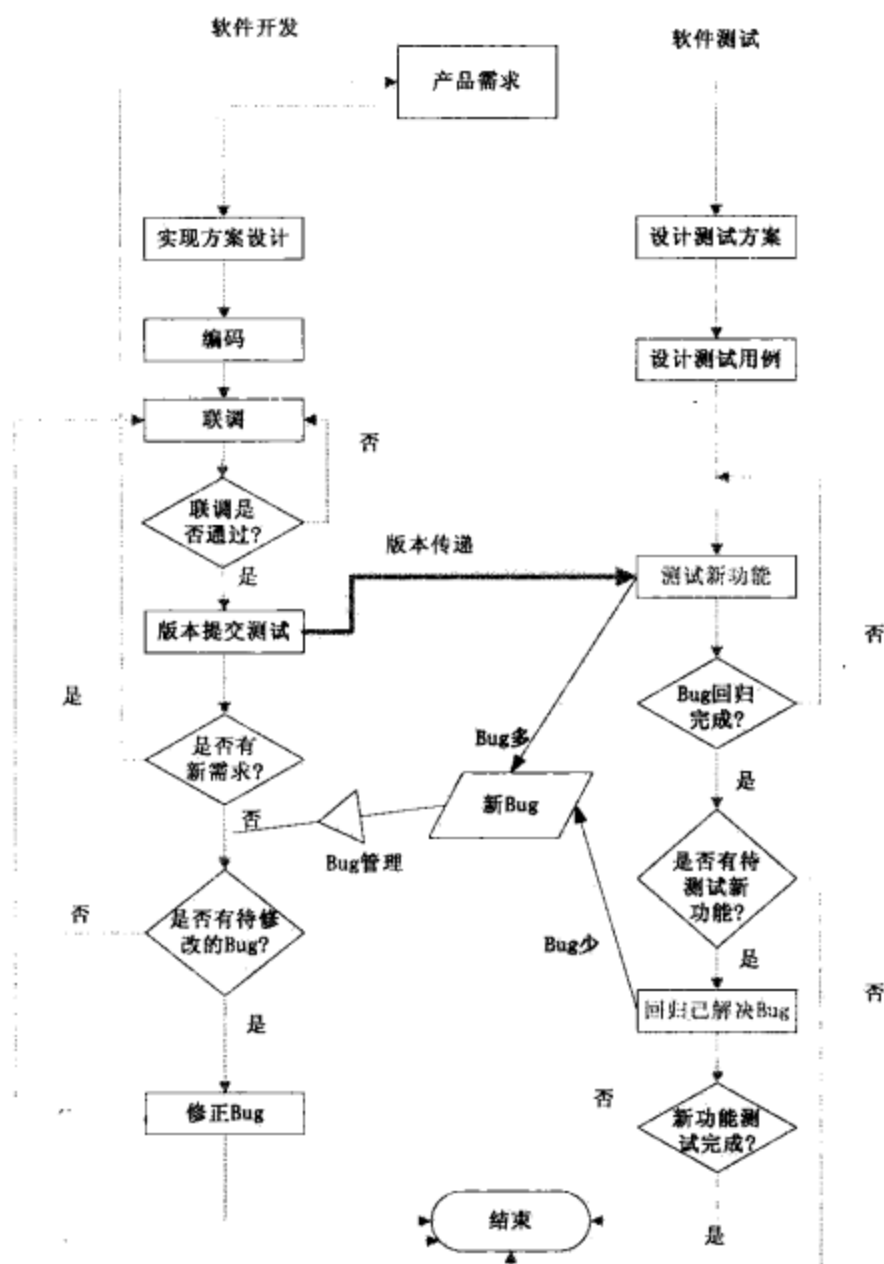 软件开发
软件测试
产品需求
实现方案设计
设计测试方案
编码
设计测试用例
联调
否
联调是
否通过?
版本传递
是
测试新功能
版本提交测试
否
是
Bug回归
完成?
是否有
新需求?
Bug多
是
新Bug
否
Bug管理
是否有待
测试新
功能?
否
是否有待修
改的Bug?
Bug少
是
否
回归已解决Bug
是
否
修正Bug
新功能测
试完成?
结束
是